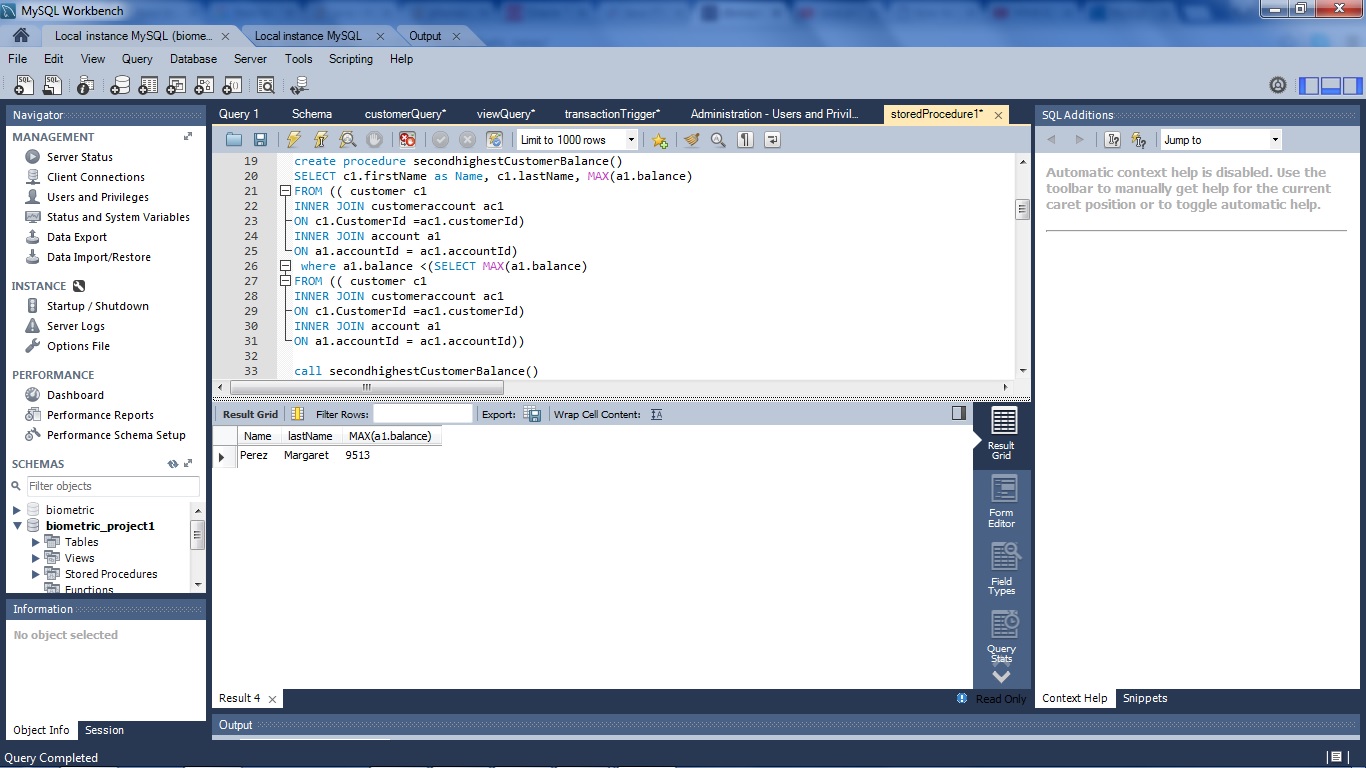 MySQL Workbench
Local instance MySQL (biome... Local instance MySQL Output
File Edit View Query Database Server Tools Scripting Help
Navigator
MANAGEMENT
Server Status
Client Connections
Users and Privileges
Status and System Variables
Data Export
Data Import/Restore
INSTANCE
Startup / Shutdown
Server Logs
Options File
PERFORMANCE
Dashboard
Performance Reports
Performance Schema Setup
SCHEMAS
Filter objects
biometric
biometric_project1
Tables
Views
Stored Procedures
Functions
Information
No object selected
Object Info Session
Query Completed
Query 1 Schema customerQuery* viewQuery* transactionTrigger* Administration - Users and Privil... storedProcedure1*
Limit to 1000 rows
19 create procedure secondhighestCustomerBalance()
20 SELECT c1.firstName as Name, c1.lastName, MAX(a1.balance)
21 FROM (( customer c1
22 INNER JOIN customeraccount ac1
23 ON c1.CustomerId =ac1.customerId)
24 INNER JOIN account a1
25 ON a1.accountId = ac1.accountId)
26 where a1.balance <(SELECT MAX(a1.balance)
27 FROM (( customer c1
28 INNER JOIN customeraccount ac1
29 ON c1.CustomerId =ac1.customerId)
30 INNER JOIN account a1
31 ON a1.accountId = ac1.accountId))
32
33 call secondhighestCustomerBalance()
Result Grid Filter Rows: Export: Wrap Cell Content:
Name lastName MAX(a1.balance)
Perez Margaret 9513
Result
Grid
Form
Editor
Field
Types
Query
Stats
Result 4
Read Only
Output
SQL Additions
Jump to
Automatic context help is disabled. Use the
toolbar to manually get help for the current
caret position or to toggle automatic help.
Context Help Snippets